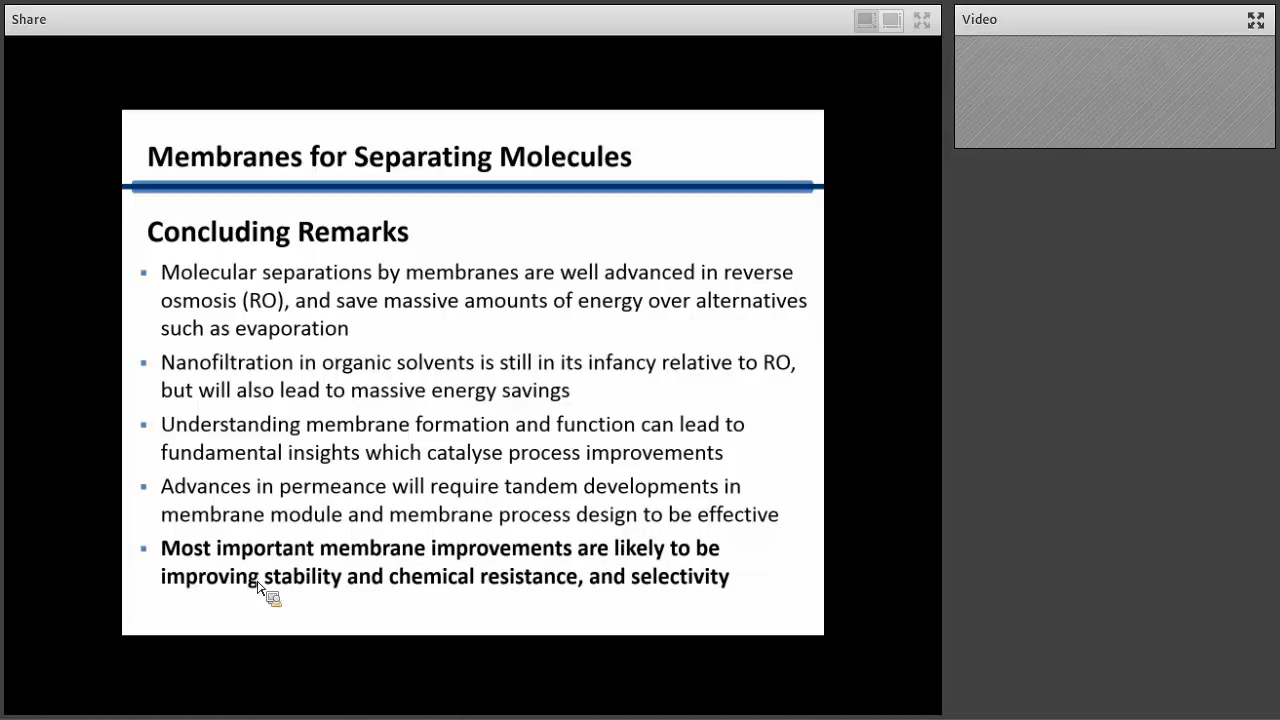 Share
Video
Membranes for Separating Molecules
Concluding Remarks
▪ Molecular separations by membranes are well advanced in reverse
osmosis (RO), and save massive amounts of energy over alternatives
such as evaporation
▪ Nanofiltration in organic solvents is still in its infancy relative to RO,
but will also lead to massive energy savings
▪ Understanding membrane formation and function can lead to
fundamental insights which catalyse process improvements
▪ Advances in permeance will require tandem developments in
membrane module and membrane process design to be effective
▪ Most important membrane improvements are likely to be
improving stability and chemical resistance, and selectivity